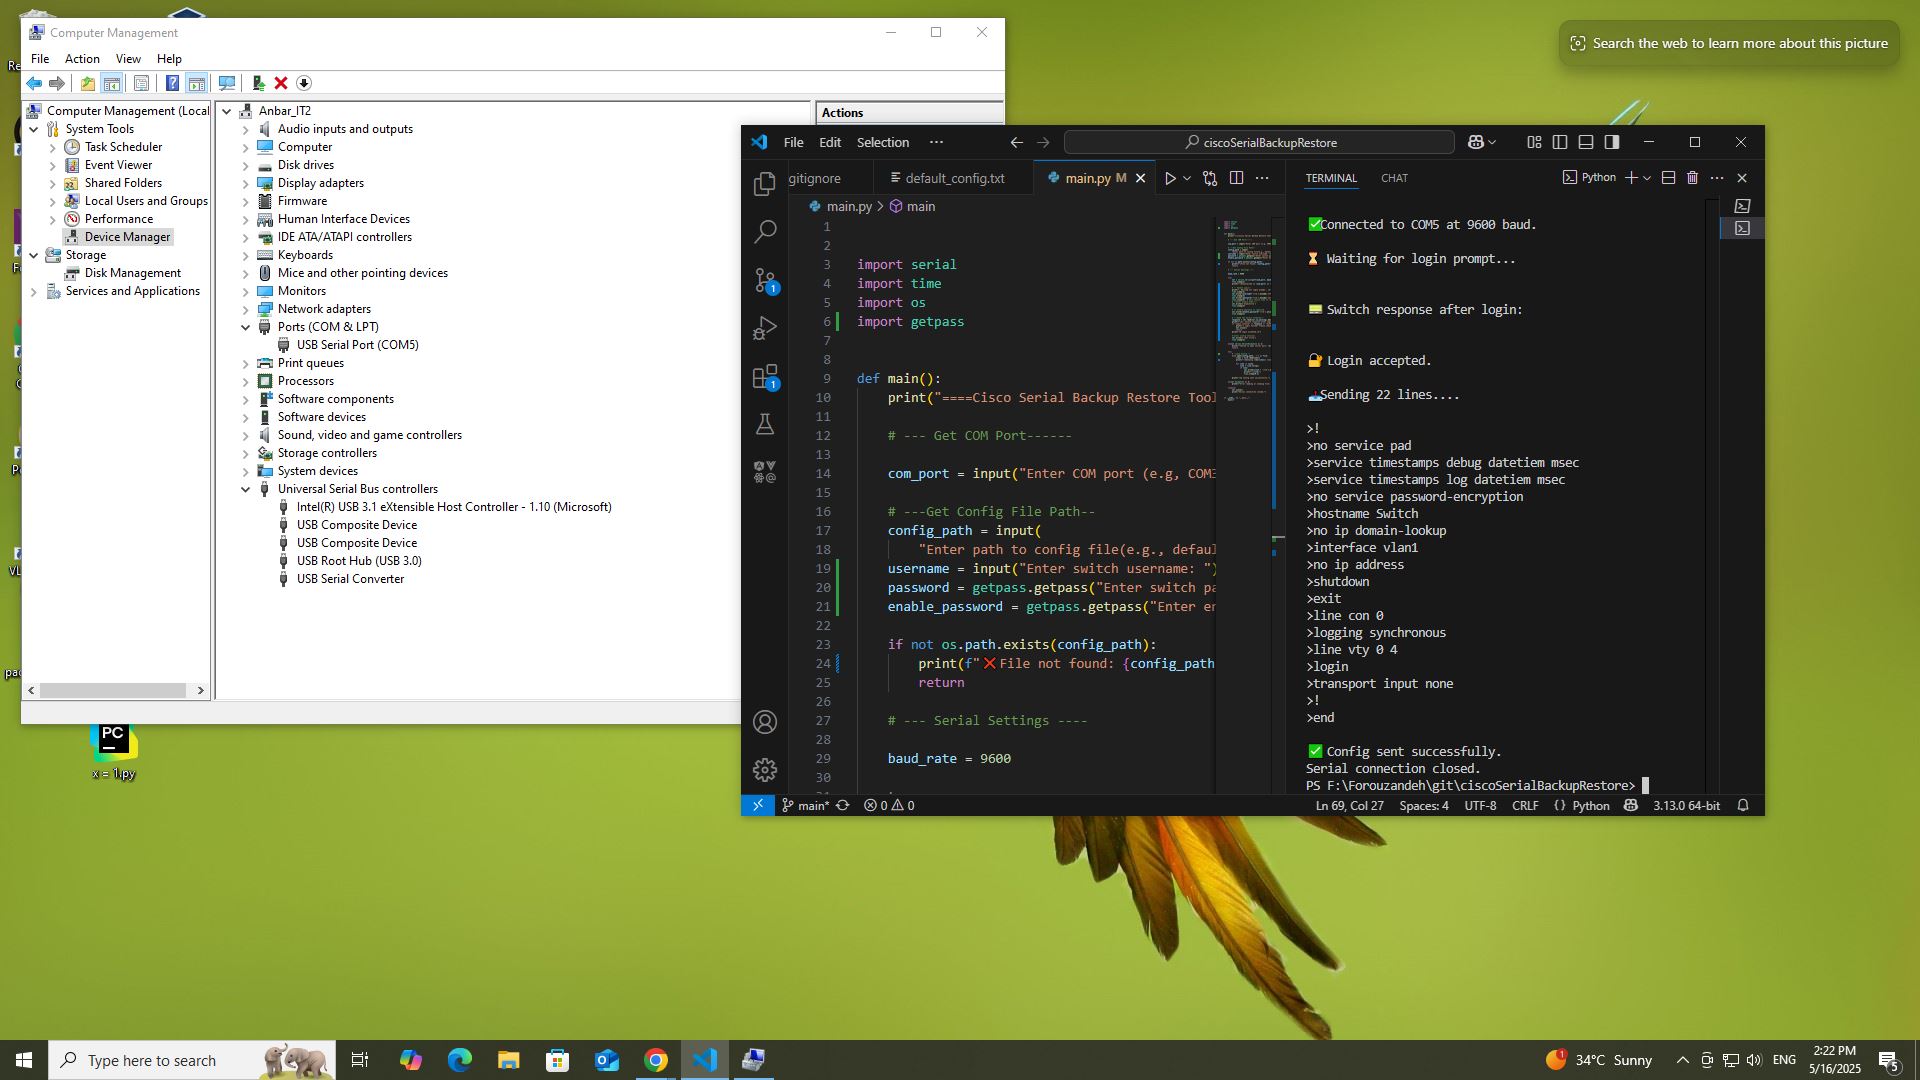 Computer Management
File Action View Help
Computer Management (Local
System Tools
Task Scheduler
Event Viewer
Shared Folders
Local Users and Groups
Performance
Device Manager
Storage
Disk Management
Services and Applications
Anbar_IT2
Audio inputs and outputs
Computer
Disk drives
Display adapters
Firmware
Human Interface Devices
IDE ATA/ATAPI controllers
Keyboards
Mice and other pointing devices
Monitors
Network adapters
Ports (COM & LPT)
USB Serial Port (COM5)
Print queues
Processors
Software components
Software devices
Sound, video and game controllers
Storage controllers
System devices
Universal Serial Bus controllers
Intel(R) USB 3.1 eXtensible Host Controller - 1.10 (Microsoft)
USB Composite Device
USB Composite Device
USB Root Hub (USB 3.0)
USB Serial Converter
Actions
Search the web to learn more about this picture
File Edit Selection ···
ciscoSerialBackupRestore
gitignore default_config.txt main.py M
main.py > main
1
2
3 import serial
4 import time
5 import os
6 import getpass
7
8
9 def main():
10 print("====Cisco Serial Backup Restore Tool
11
12 # --- Get COM Port------
13
14 com_port = input("Enter COM port (e.g, COM3
15
16 # ---Get Config File Path--
17 config_path = input(
18 "Enter path to config file(e.g., defaul
19 username = input("Enter switch username: ")
20 password = getpass.getpass("Enter switch pa
21 enable_password = getpass.getpass("Enter en
22
23 if not os.path.exists(config_path):
24 print(f"❌File not found: {config_path
25 return
26
27 # --- Serial Settings ----
28
29 baud_rate = 9600
30
TERMINAL CHAT
Python
✅Connected to COM5 at 9600 baud.
⏳ Waiting for login prompt...
Switch response after login:
🔐 Login accepted.
📤Sending 22 lines....
>!
>no service pad
>service timestamps debug datetiem msec
>service timestamps log datetiem msec
>no service password-encryption
>hostname Switch
>no ip domain-lookup
>interface vlan1
>no ip address
>shutdown
>exit
>line con 0
>logging synchronous
>line vty 0 4
>login
>transport input none
>!
>end
✅ Config sent successfully.
Serial connection closed.
PS F:\Forouzandeh\git\ciscoSerialBackupRestore>
main* 0 0
Ln 69, Col 27 Spaces: 4 UTF-8 CRLF {} Python 3.13.0 64-bit
1
1
PC
x = 1.py
Type here to search
1
34°C Sunny
ENG
2:22 PM
5/16/2025
5